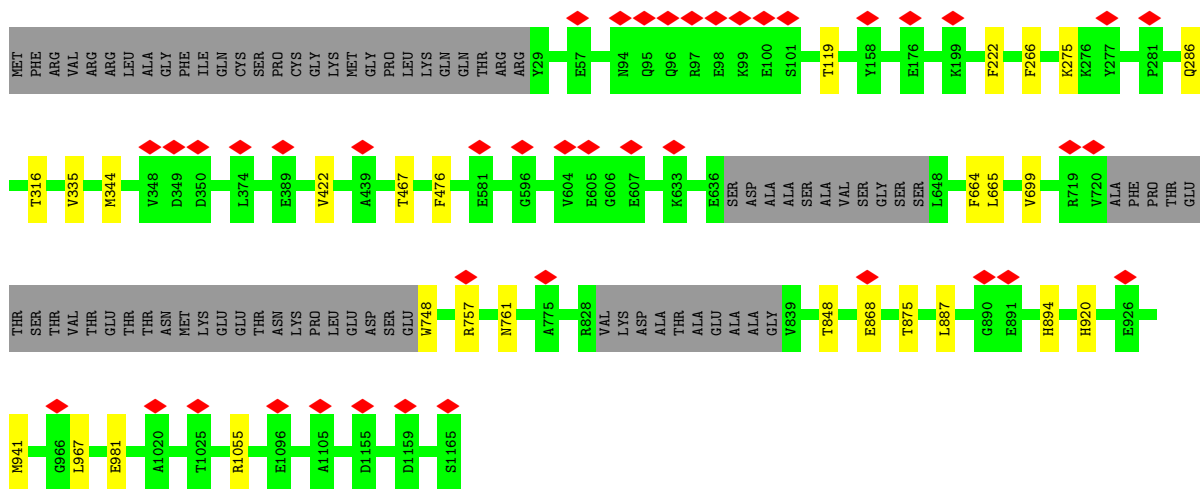 MET PHE ARG VAL ARG ARG LEU ALA GLY PHE ILE GLN CYS SER PRO CYS GLY LYS MET GLY PRO LEU LYS GLN GLN THR ARG ARG Y29 E57 N94 Q95 Q96 R97 E98 K99 E100 S101 T119 Y158 E176 K199 F222 F266 K275 K276 Y277 P281 Q286
T316 V335 M344 V348 D349 D350 L374 E389 V422 A439 T467 F476 E581 G596 V604 E605 G606 E607 K633 E636 SER ASP ALA ALA SER ALA VAL SER GLY SER SER L648 F664 L665 V699 R719 V720 ALA PHE PRO THR GLU
THR SER THR VAL THR GLU THR THR ASN MET LYS GLU GLU THR ASN LYS PRO LEU GLU ASP SER GLU W748 R757 N761 A775 R828 VAL LYS ASP ALA THR ALA GLU ALA ALA GLY V839 T848 E868 T875 L887 G890 E891 H894 H920 E926
M941 G966 L967 E981 A1020 T1025 R1055 E1096 A1105 D1155 D1159 S1165